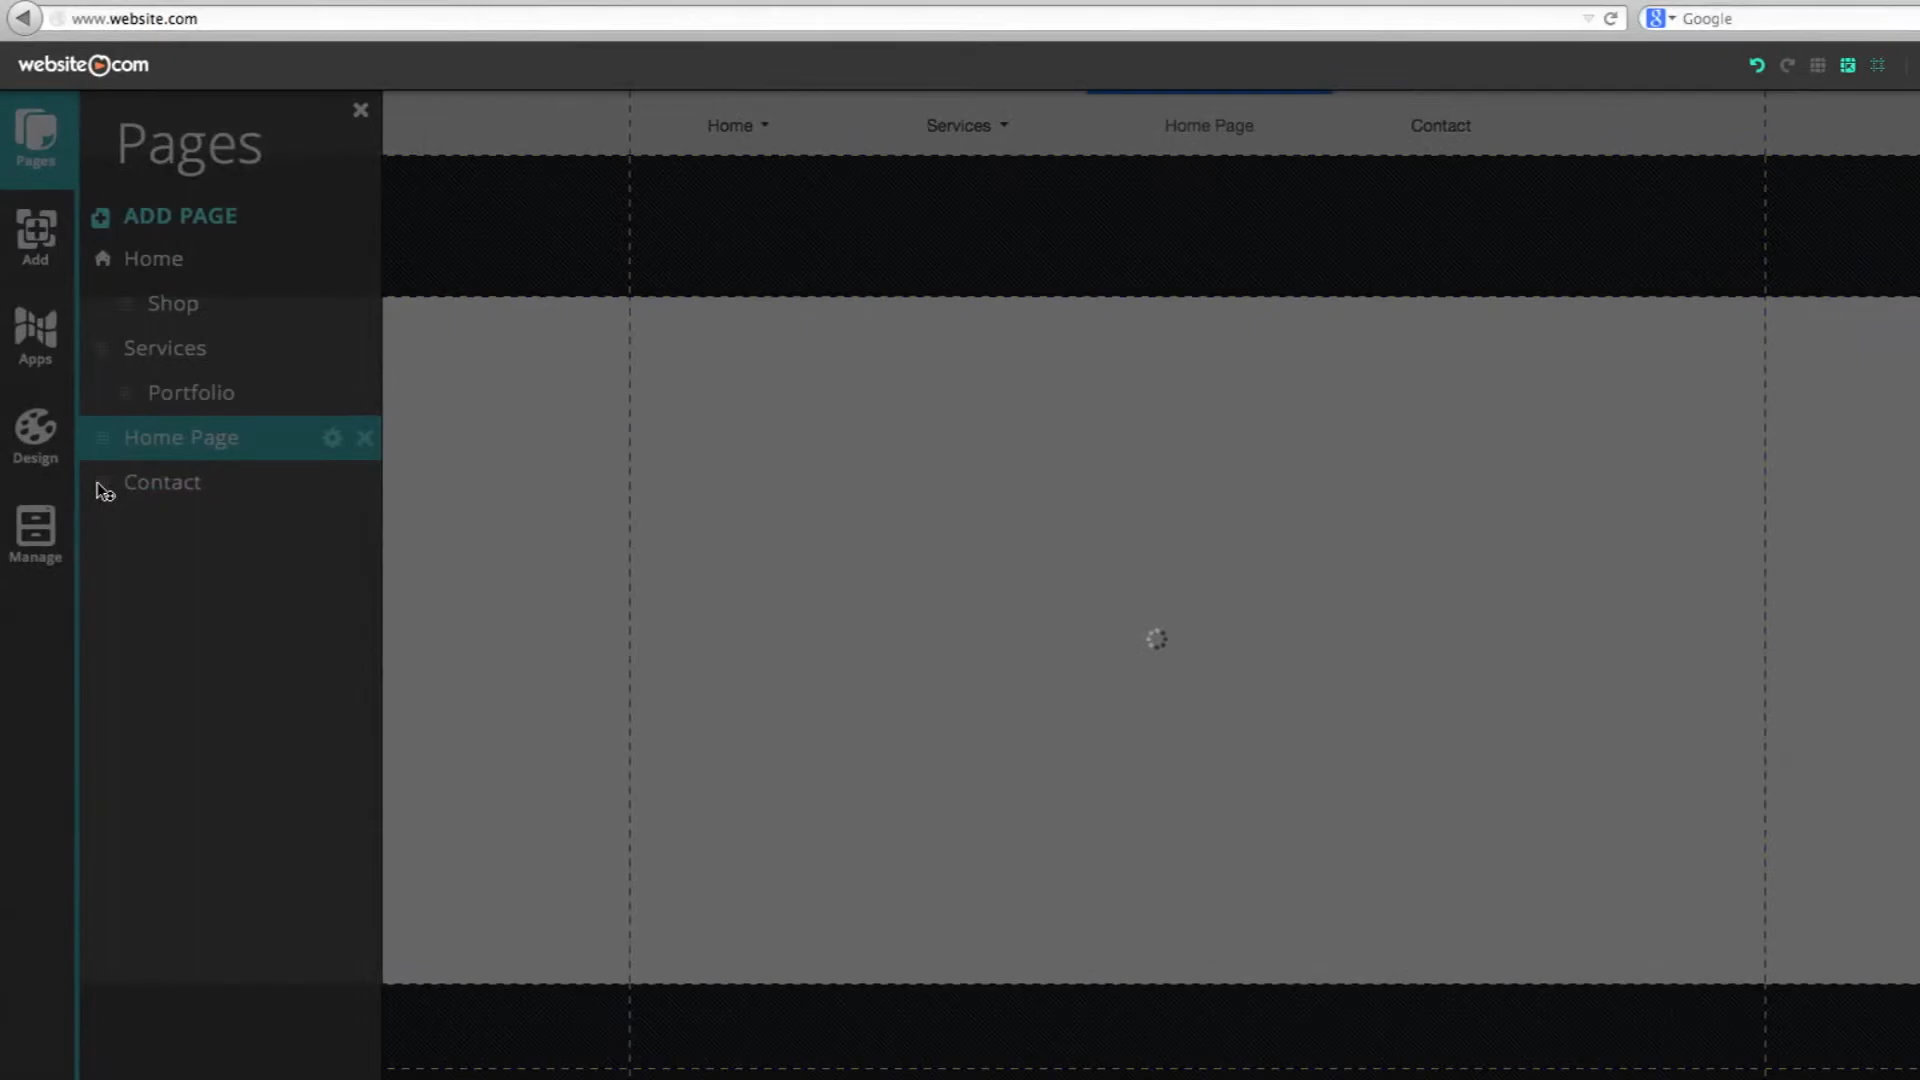 www.website.com
Google
website.com
Pages
Add
Apps
Design
Manage
Pages
ADD PAGE
Home
Shop
Services
Portfolio
Home Page
Contact
Home
Services
Home Page
Contact